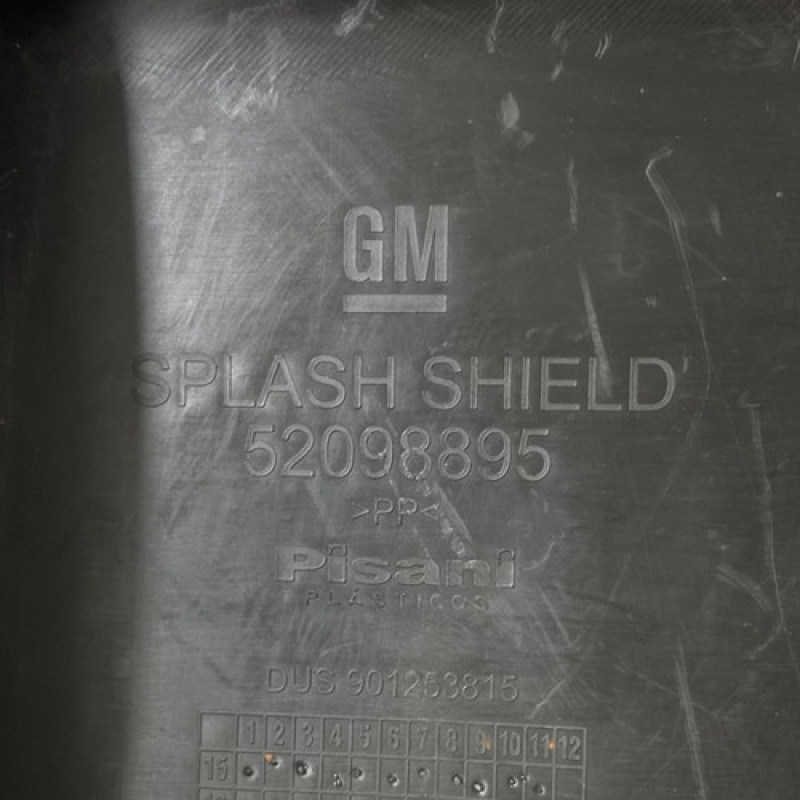 GM
SPLASH SHIELD
52098895
>PP<
Pisani
PLÁSTICOS
DUS 901253815
1 2 3 4 5 6 7 8 9 10 11 12
15